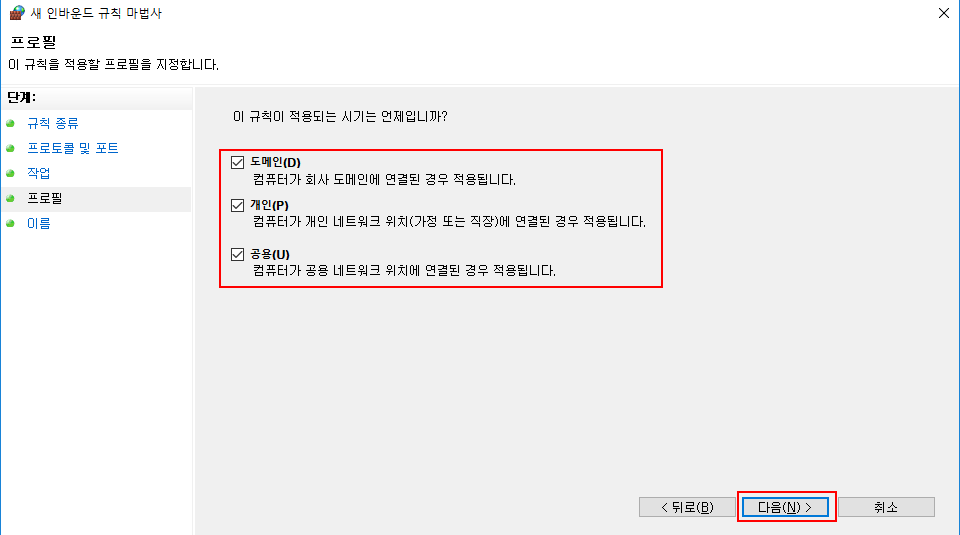 새 인바운드 규칙 마법사
프로필
이 규칙을 적용할 프로필을 지정합니다.
단계:
규칙 종류
프로토콜 및 포트
작업
프로필
이름
이 규칙이 적용되는 시기는 언제입니까?
도메인(D)
컴퓨터가 회사 도메인에 연결된 경우 적용됩니다.
개인(P)
컴퓨터가 개인 네트워크 위치(가정 또는 직장)에 연결된 경우 적용됩니다.
공용(U)
컴퓨터가 공용 네트워크 위치에 연결된 경우 적용됩니다.
< 뒤로(B) 다음(N) > 취소